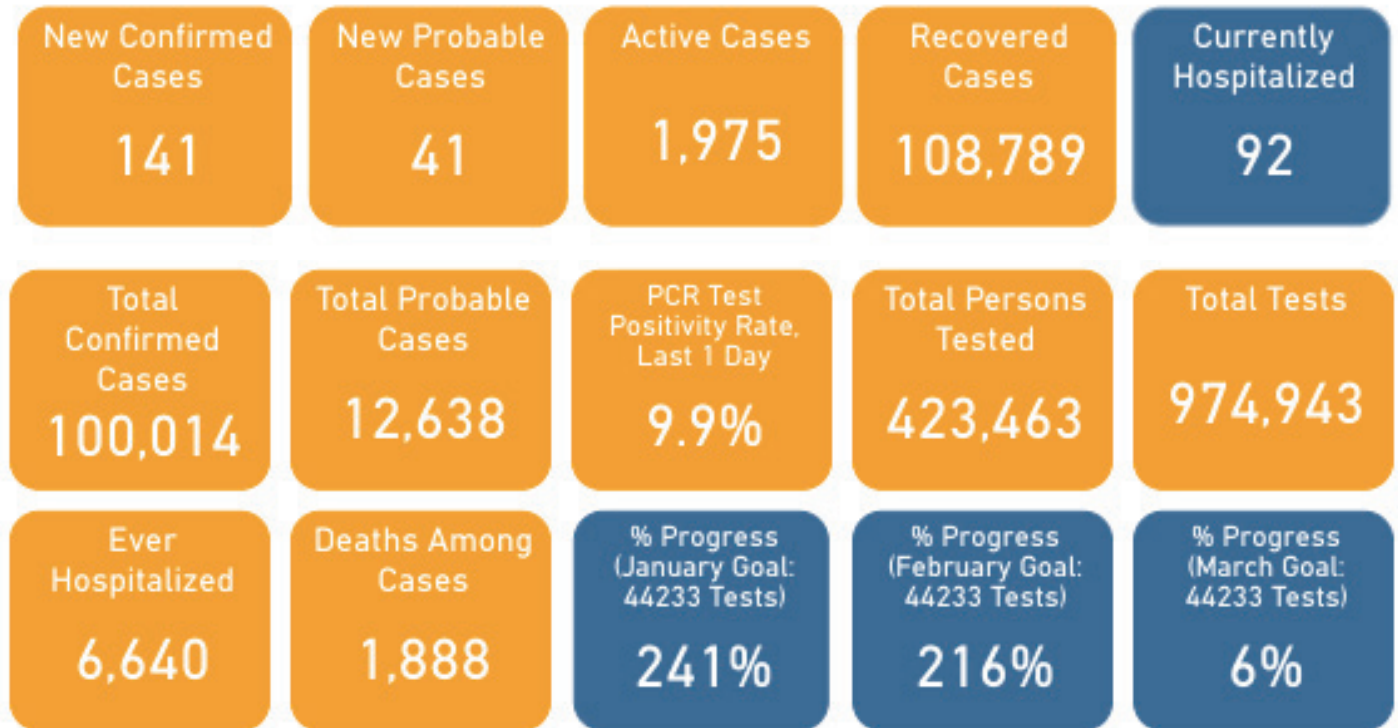 New Confirmed
Cases
141
New Probable
Cases
41
Active Cases
1,975
Recovered
Cases
108,789
Currently
Hospitalized
92
Total
Confirmed
Cases
100,014
Total Probable
Cases
12,638
PCR Test
Positivity Rate,
Last 1 Day
9.9%
Total Persons
Tested
423,463
Total Tests
974,943
Ever
Hospitalized
6,640
Deaths Among
Cases
1,888
% Progress
(January Goal:
44233 Tests)
241%
% Progress
(February Goal:
44233 Tests)
216%
% Progress
(March Goal:
44233 Tests)
6%